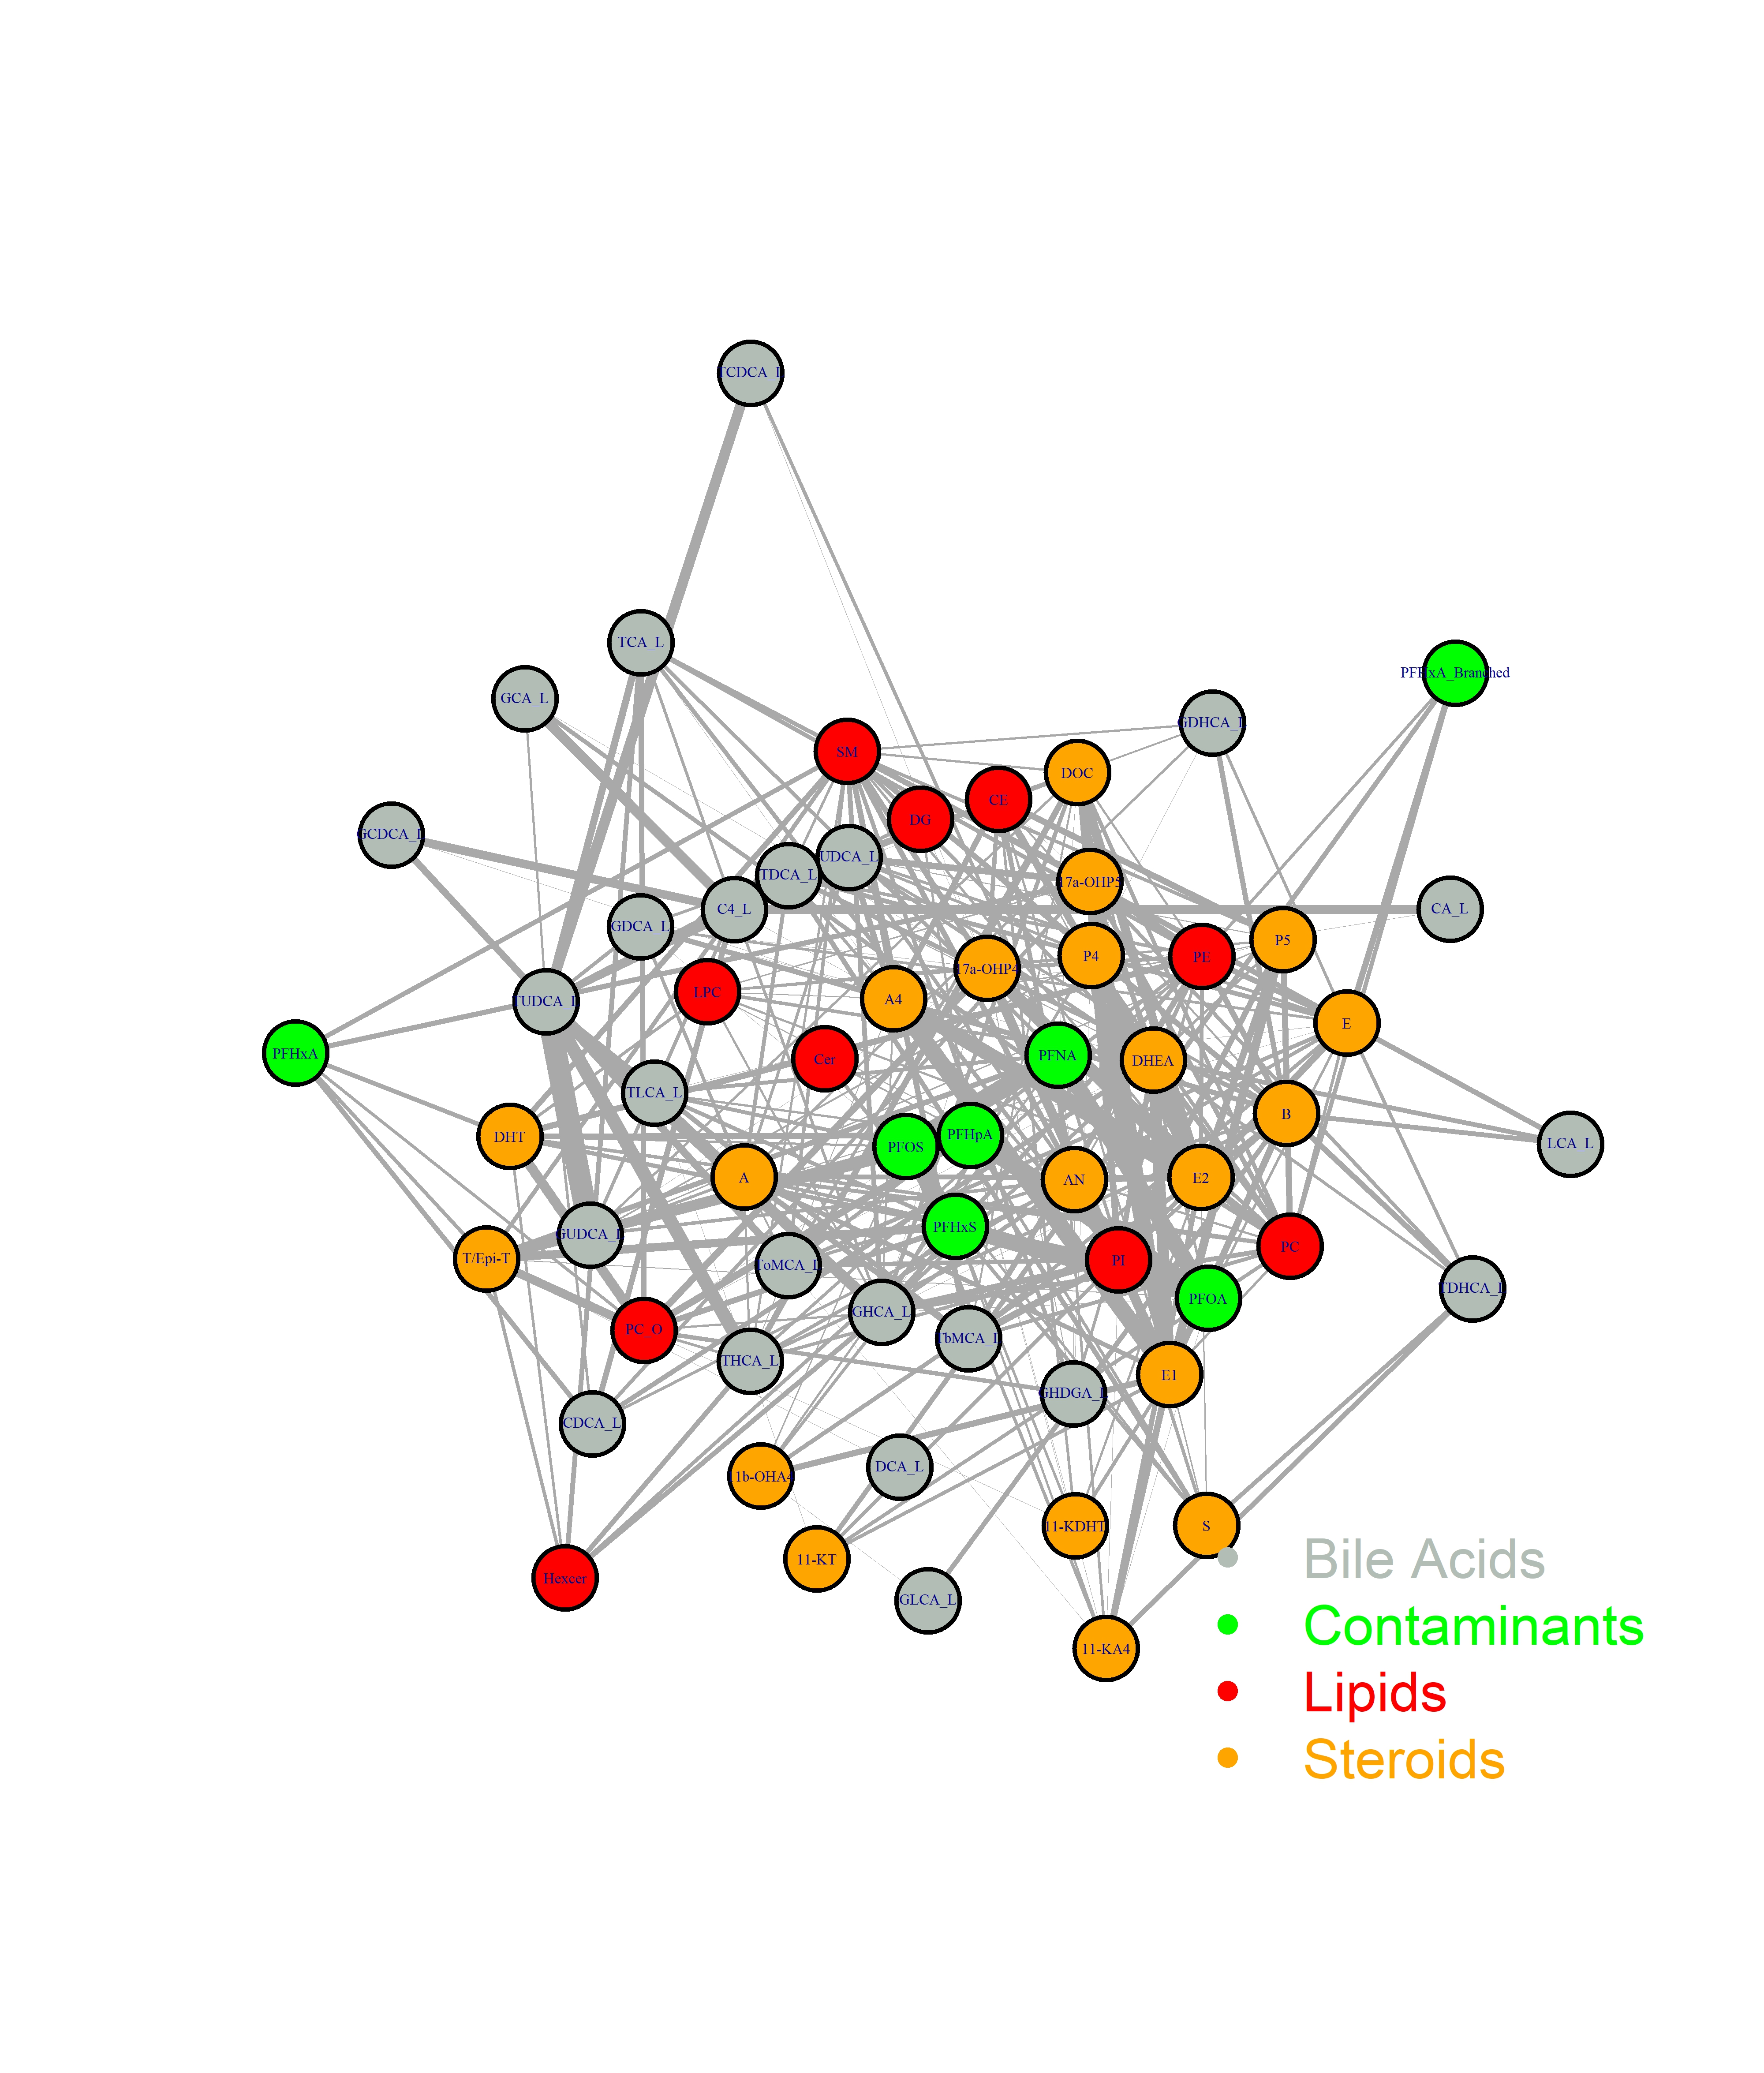 TCDCA_L
TCA_L
PFHxA_Branched
GCA_L
GDHCA_L
SM
DOC
CE
DG
GCDCA_L
UDCA_L
TDCA_L
17a-OHP5
C4_L
CA_L
GDCA_L
P5
P4
PE
17a-OHP4
LPC
A4
TUDCA_L
E
PFHxA
PFNA
Cer
DHEA
TLCA_L
B
DHT
PFHpA
LCA_L
PFOS
A
AN
E2
PFHxS
GUDCA_L
PC
T/Epi-T
PI
ToMCA_L
TDHCA_L
PFOA
GHCA_L
PC_O
TbMCA_L
THCA_L
E1
GHDGA_L
CDCA_L
DCA_L
1b-OHA4
11-KDHT
S
11-KT
Bile Acids
Hexcer
GLCA_L
Contaminants
11-KA4
Lipids
Steroids